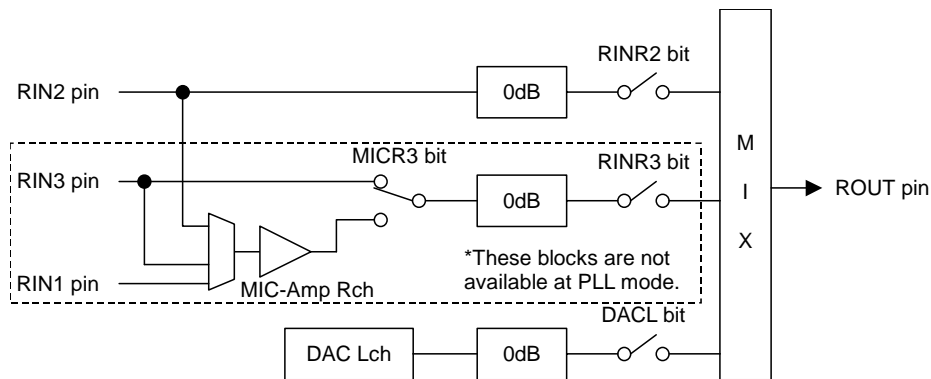 RINR2 bit
RIN2 pin
0dB
MICR3 bit
RINR3 bit
RIN3 pin
0dB
M
I
X
ROUT pin
*These blocks are not
available at PLL mode.
RIN1 pin
MIC-Amp Rch
DACL bit
DAC Lch
0dB